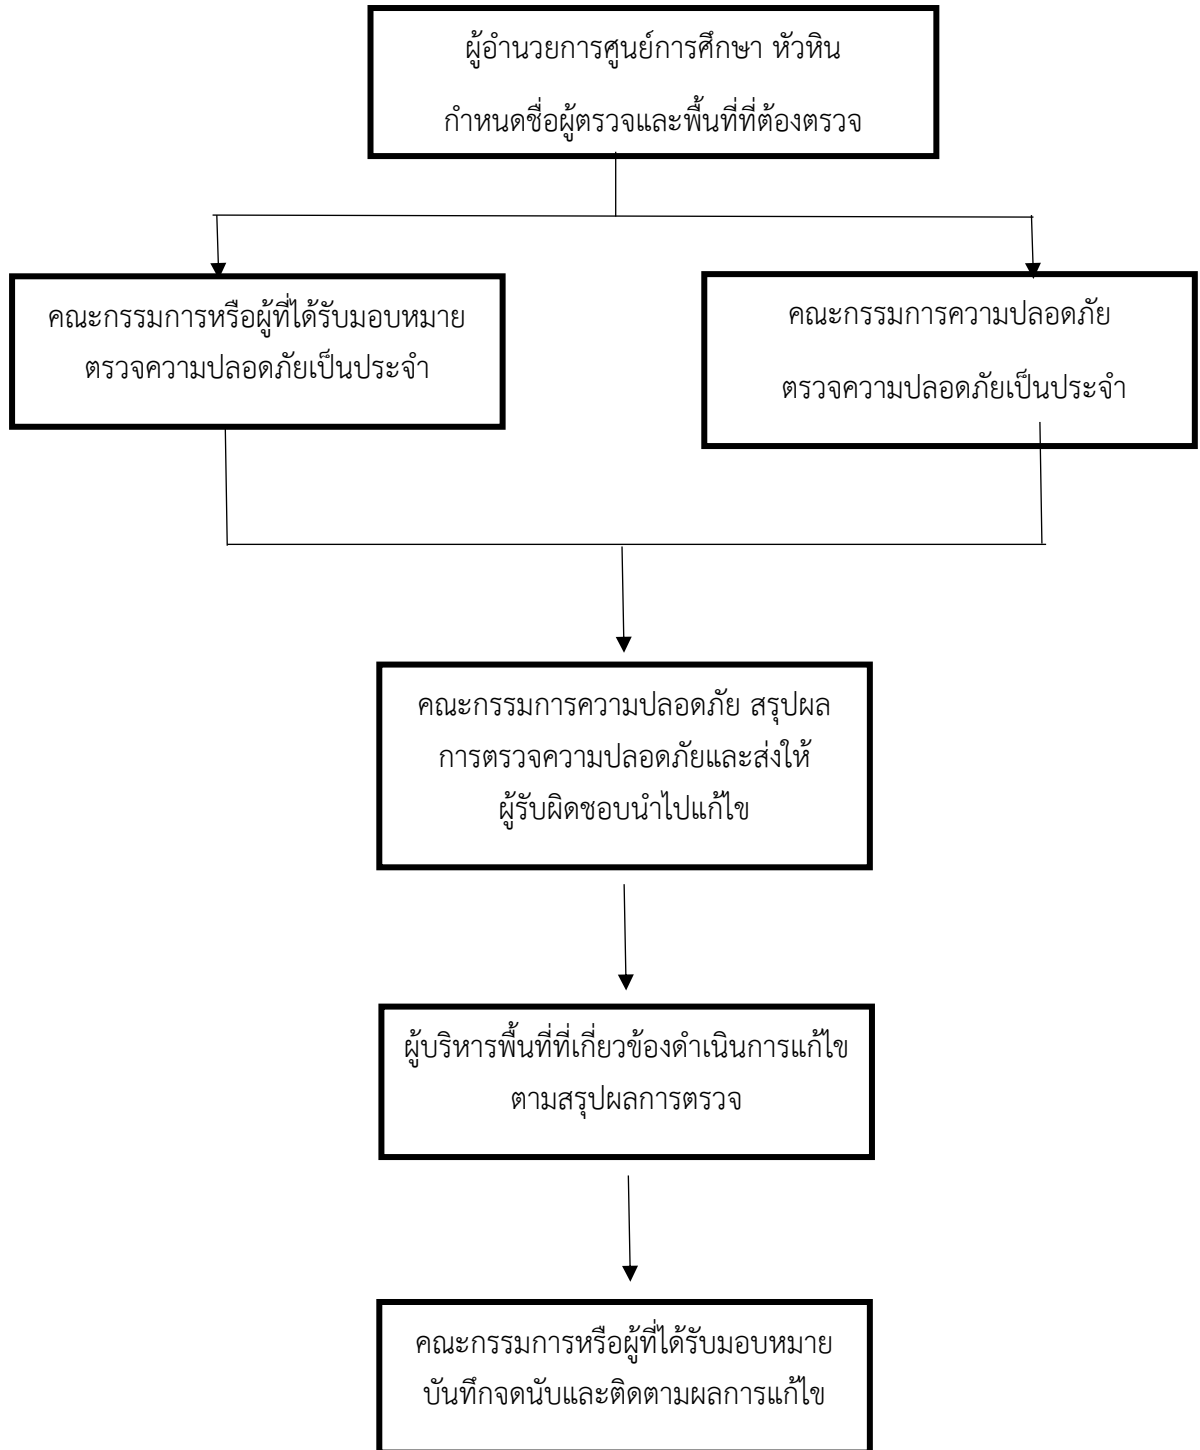 ผู้อำนวยการศูนย์การศึกษา หัวหิน
กำหนดชื่อผู้ตรวจและพื้นที่ที่ต้องตรวจ
คณะกรรมการหรือผู้ที่ได้รับมอบหมาย
ตรวจความปลอดภัยเป็นประจำ
คณะกรรมการความปลอดภัย
ตรวจความปลอดภัยเป็นประจำ
คณะกรรมการความปลอดภัย สรุปผล
การตรวจความปลอดภัยและส่งให้
ผู้รับผิดชอบนำไปแก้ไข
ผู้บริหารพื้นที่ที่เกี่ยวข้องดำเนินการแก้ไข
ตามสรุปผลการตรวจ
คณะกรรมการหรือผู้ที่ได้รับมอบหมาย
บันทึกจดนับและติดตามผลการแก้ไข